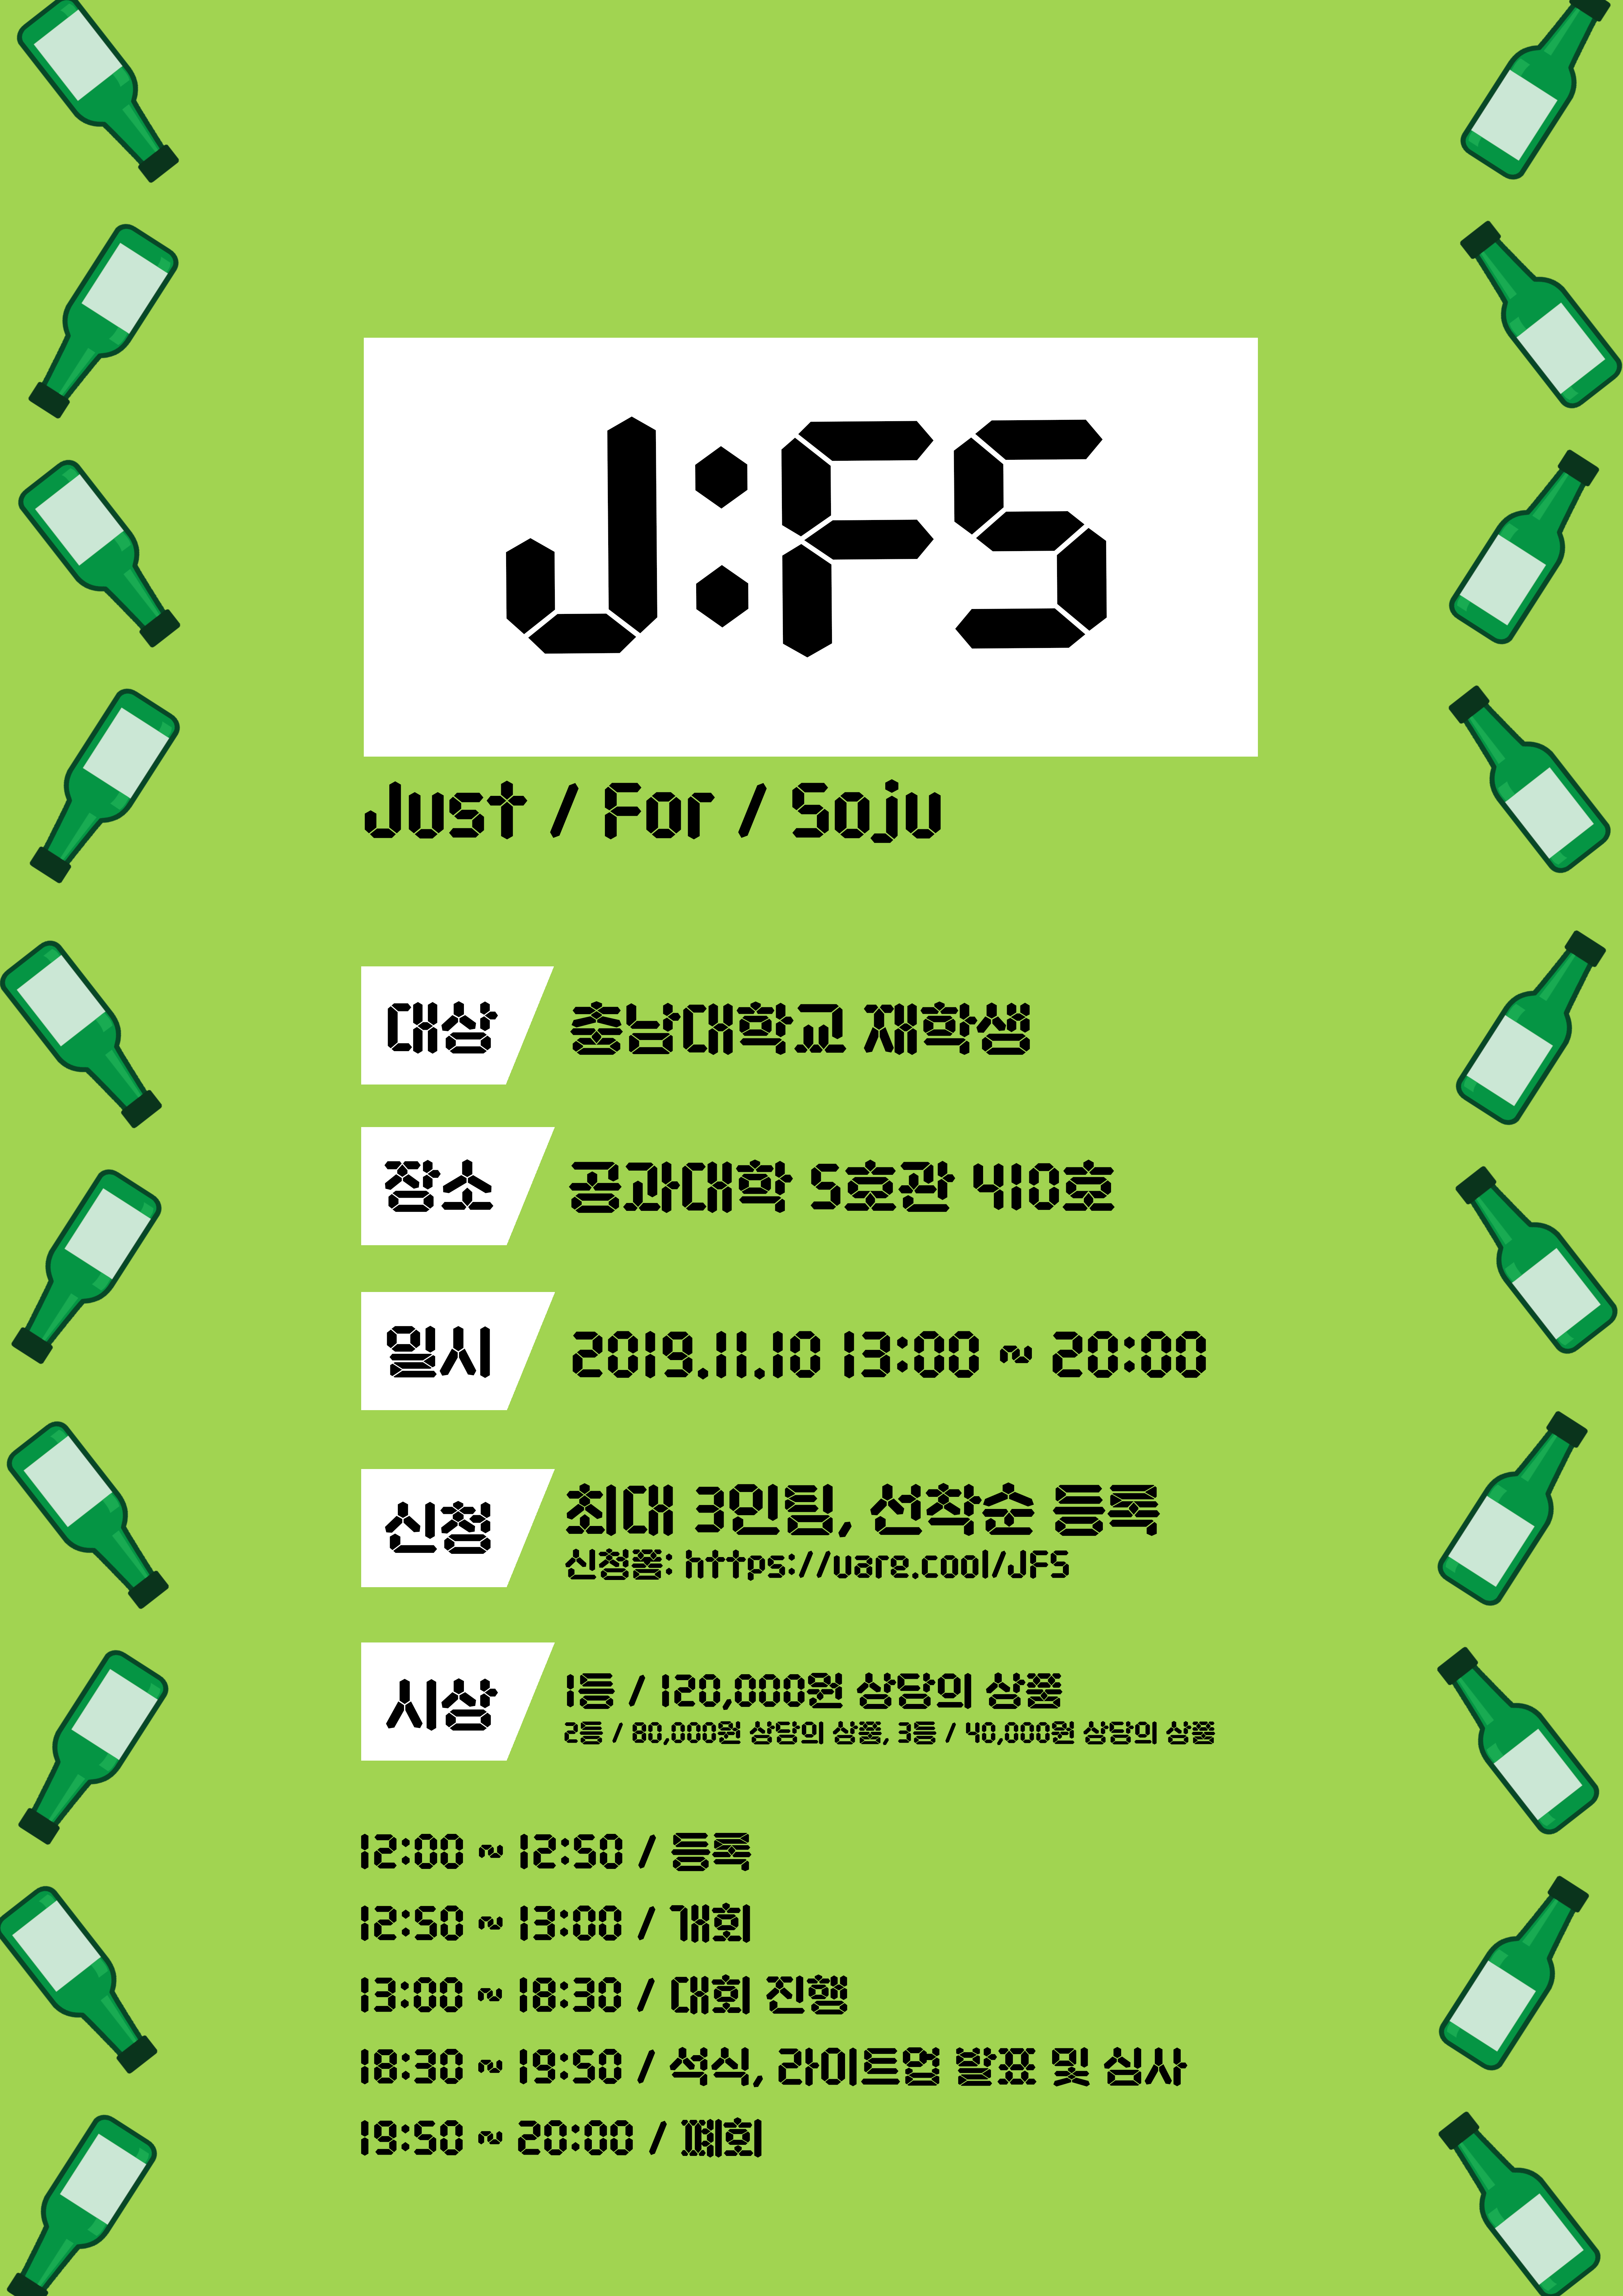 J:FS
Just / For / Soju
대상 충남대학교 재학생
장소 공과대학 5호관 410호
일시 2019.11.10 13:00 ~ 20:00
신청 최대 3인팀, 선착순 등록
신청폼: https://uare.cool/JFS
시상 1등 / 120,000원 상당의 상품
2등 / 80,000원 상당의 상품, 3등 / 40,000원 상당의 상품
12:00 ~ 12:50 / 등록
12:50 ~ 13:00 / 개회
13:00 ~ 18:30 / 대회 진행
18:30 ~ 19:50 / 석식, 라이트업 발표 및 심사
19:50 ~ 20:00 / 폐회